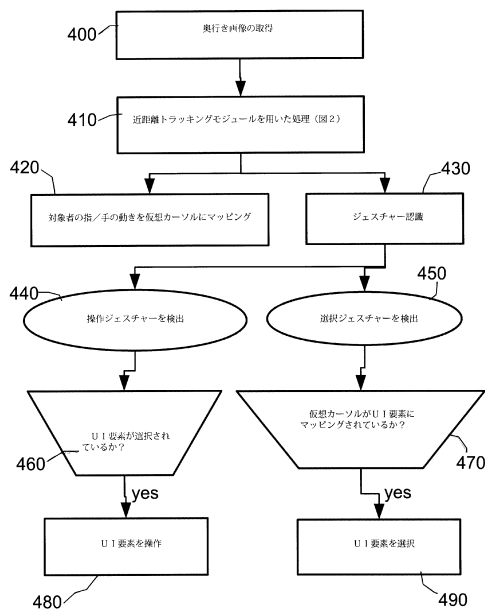 400
奥行き画像の取得
410
近距離トラッキングモジュールを用いた処理（図２）
420
430
対象者の指／手の動きを仮想カーソルにマッピング
ジェスチャー認識
440
450
操作ジェスチャーを検出
選択ジェスチャーを検出
ＵＩ要素が選択され
ているか？
460
仮想カーソルがＵＩ要素に
マッピングされているか？
470
yes
yes
ＵＩ要素を操作
ＵＩ要素を選択
480
490